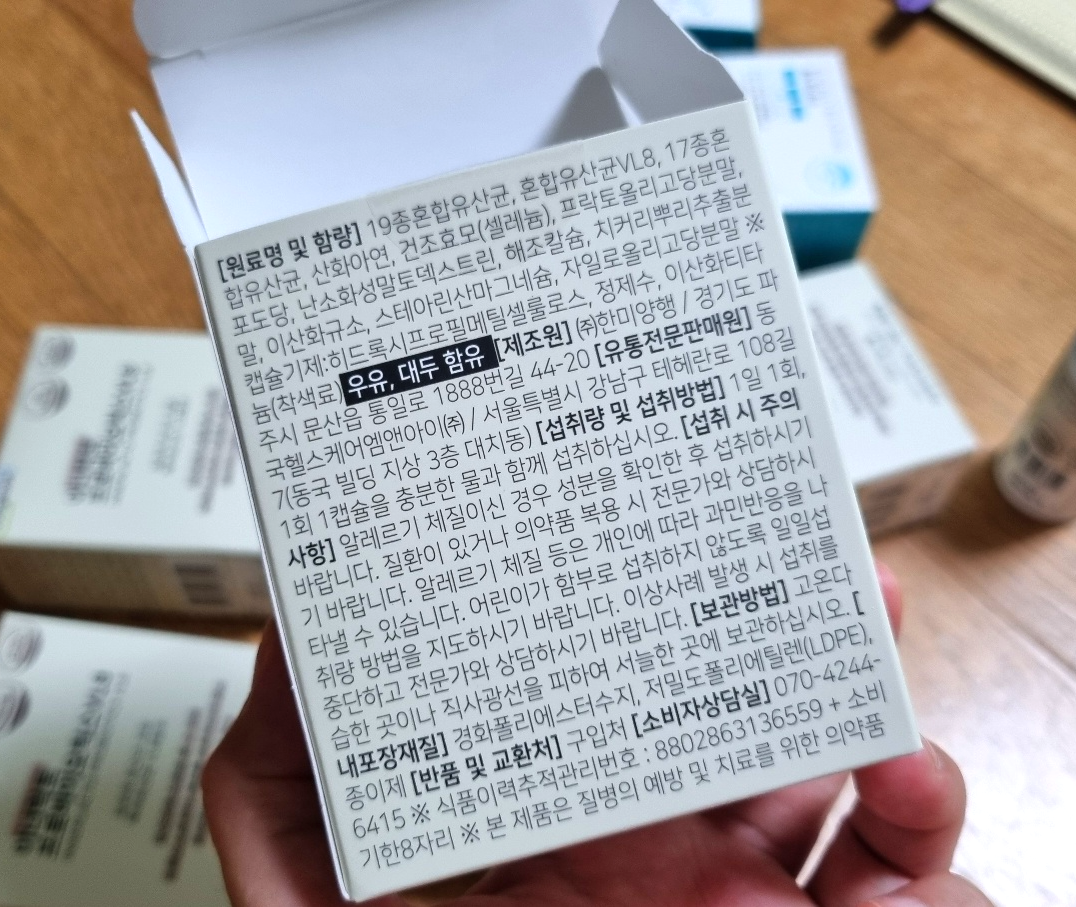 [원료명 및 함량] 19종혼합유산균, 혼합유산균VL8, 17종혼
합유산균, 산화아연, 건조효모(셀레늄), 프락토올리고당분말,
포도당, 난소화성말토덱스트린, 해조칼슘, 치커리뿌리추출분
말, 이산화규소, 스테아린산마그네슘, 자일로올리고당분말 ※
캡슐기제:히드록시프로필메틸셀룰로스, 정제수, 이산화티타
늄(착색료) 우유, 대두 함유 [제조원] ㈜한미양행 / 경기도 파
주시 문산읍 통일로 1888번길 44-20 [유통전문판매원] 동
국헬스케어엠앤아이㈜ / 서울특별시 강남구 테헤란로 108길
7(동국 빌딩 지상 3층 대치동) [섭취량 및 섭취방법] 1일 1회,
1회 1캡슐을 충분한 물과 함께 섭취하십시오. [섭취 시 주의
사항] 알레르기 체질이신 경우 성분을 확인한 후 섭취하시기
바랍니다. 질환이 있거나 의약품 복용 시 전문가와 상담하시
기 바랍니다. 알레르기 체질 등은 개인에 따라 과민반응을 나
타낼 수 있습니다. 어린이가 함부로 섭취하지 않도록 일일섭
취량 방법을 지도하시기 바랍니다. 이상사례 발생 시 섭취를
중단하고 전문가와 상담하시기 바랍니다. [보관방법] 고온다
습한 곳이나 직사광선을 피하여 서늘한 곳에 보관하십시오. [
내포장재질] 경화폴리에스터수지, 저밀도폴리에틸렌(LDPE),
종이제 [반품 및 교환처] 구입처 [소비자상담실] 070-4244-
6415 ※ 식품이력추적관리번호 : 8802863136559 + 소비
기한8자리 ※ 본 제품은 질병의 예방 및 치료를 위한 의약품